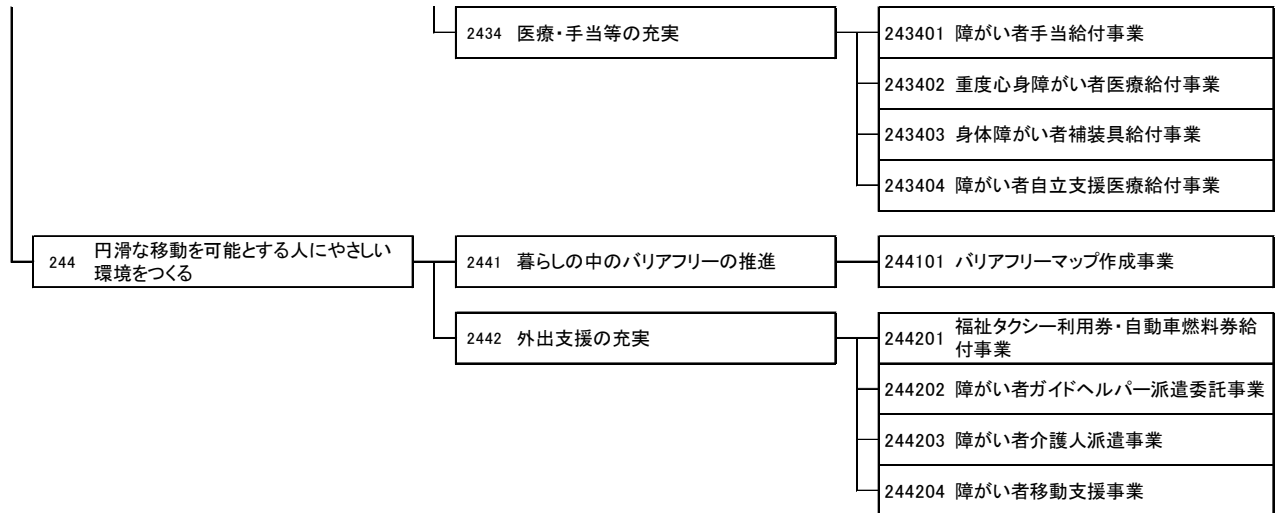 2434 医療・手当等の充実
243401 障がい者手当給付事業
243402 重度心身障がい者医療給付事業
243403 身体障がい者補装具給付事業
243404 障がい者自立支援医療給付事業
244 円滑な移動を可能とする人にやさしい
環境をつくる
2441 暮らしの中のバリアフリーの推進
244101 バリアフリーマップ作成事業
2442 外出支援の充実
244201 福祉タクシー利用券・自動車燃料券給
付事業
244202 障がい者ガイドヘルパー派遣委託事業
244203 障がい者介護人派遣事業
244204 障がい者移動支援事業